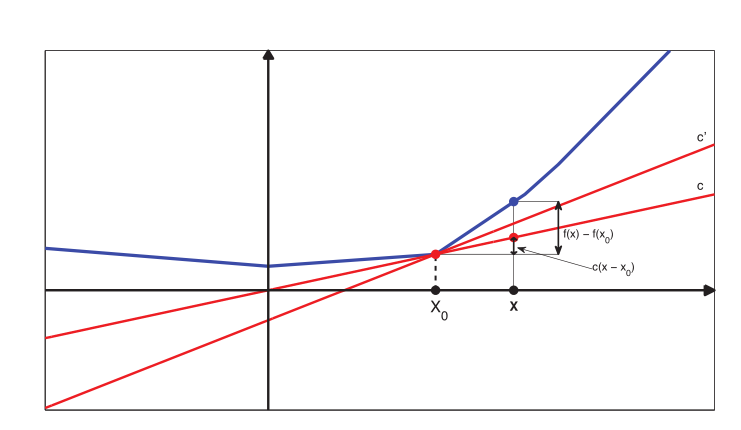 c'
c
f(x) − f(x₀)
c(x − x₀)
X₀
x